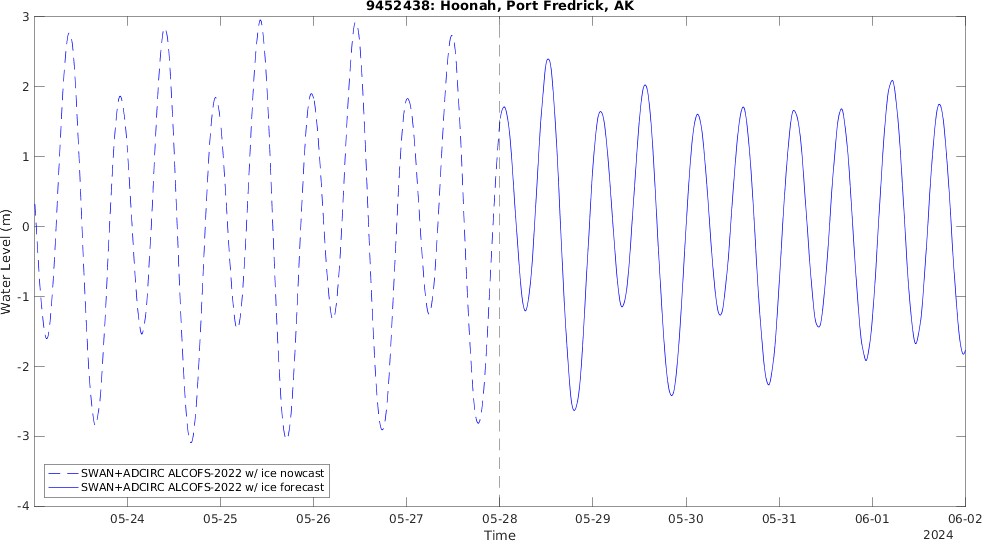 9452438: Hoonah, Port Fredrick, AK
Water Level (m)
3
2
1
0
-1
-2
-3
-4
SWAN+ADCIRC ALCOFS-2022 w/ ice nowcast
SWAN+ADCIRC ALCOFS-2022 w/ ice forecast
05-24 05-25 05-26 05-27 05-28 05-29 05-30 05-31 06-01 06-02
Time
2024